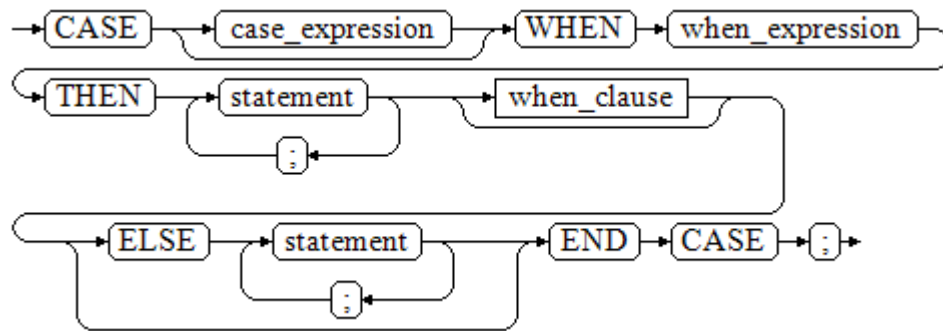 CASE case_expression WHEN when_expression
THEN statement when_clause
;
ELSE statement END CASE ;
;